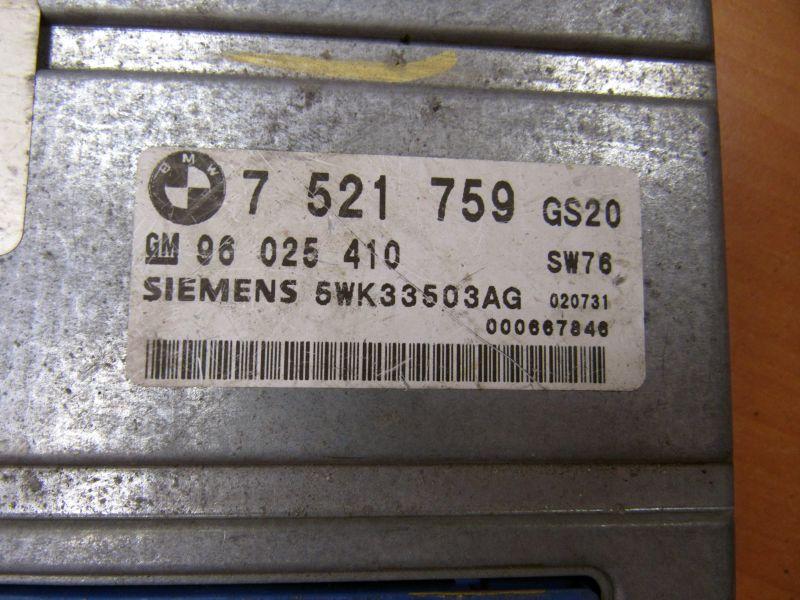 BMW 7 521 759 GS20
GM 96 025 410 SW76
SIEMENS 5WK33503AG 020731
000667846